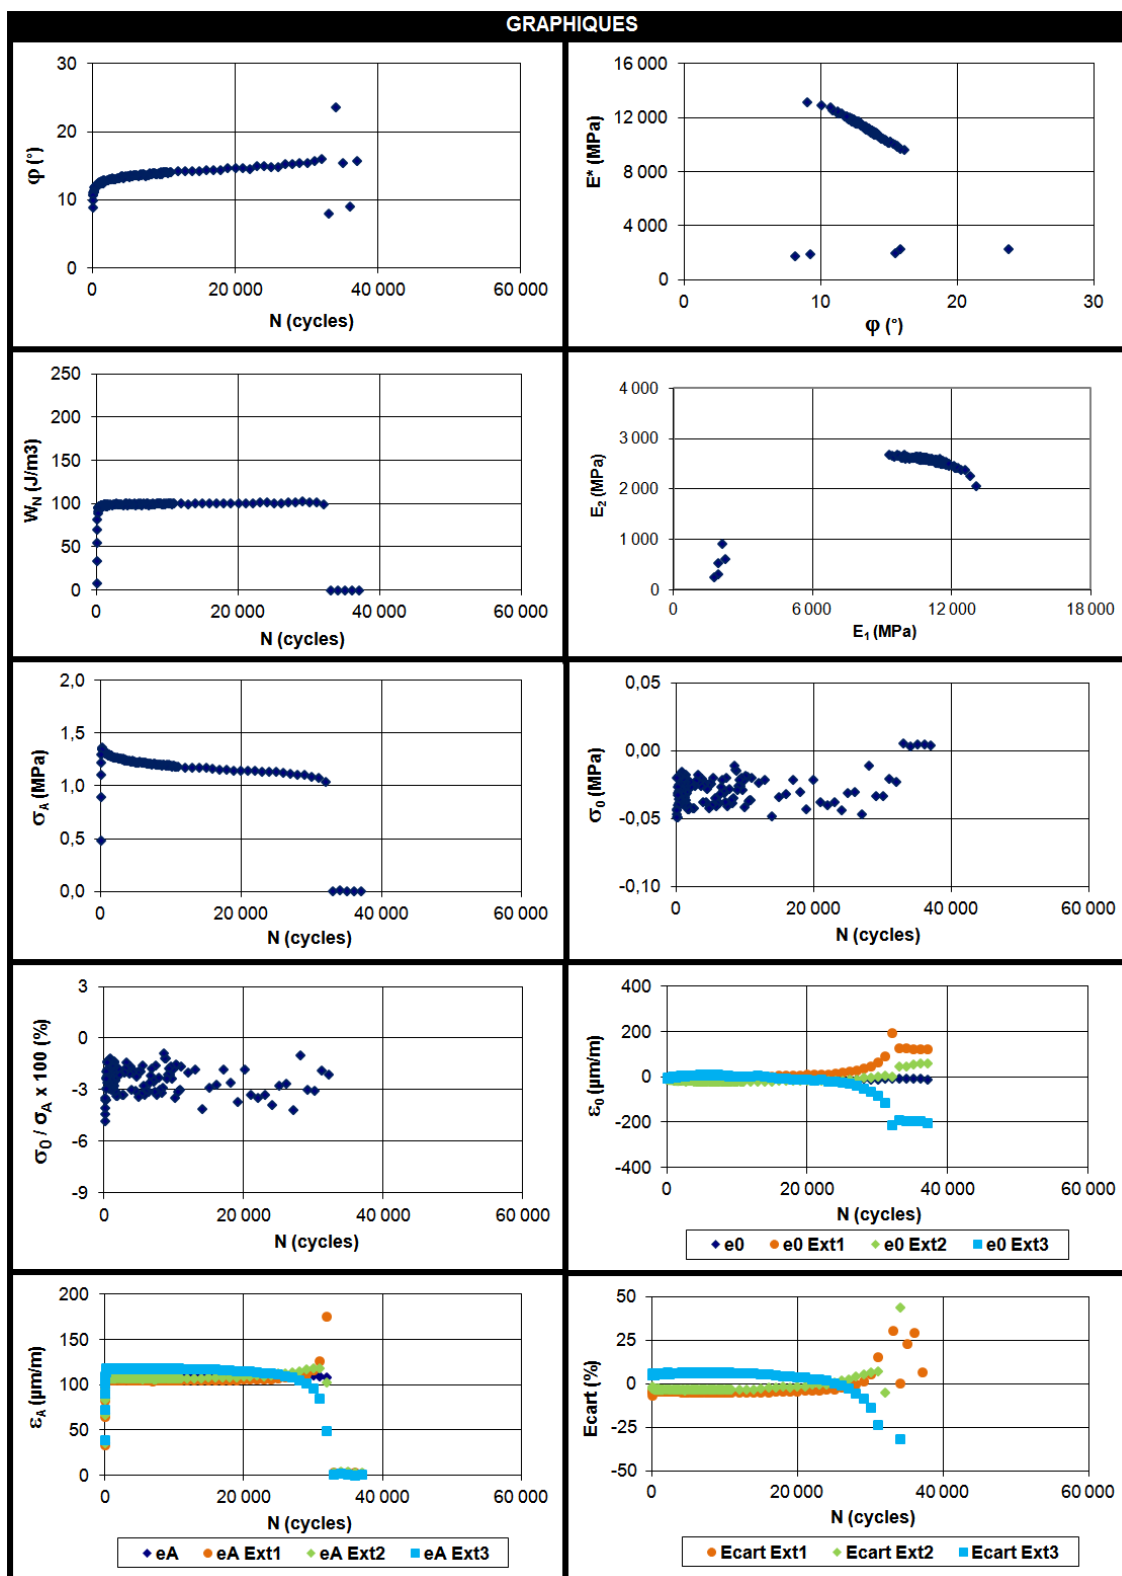 GRAPHIQUES
30
20
10
0
φ (°)
0 20 000 40 000 60 000
N (cycles)
16 000
12 000
8 000
4 000
0
E* (MPa)
0 10 20 30
φ (°)
250
200
150
100
50
0
W_N (J/m3)
0 20 000 40 000 60 000
N (cycles)
4 000
3 000
2 000
1 000
0
E₂ (MPa)
0 6 000 12 000 18 000
E₁ (MPa)
2,0
1,5
1,0
0,5
0,0
σ_A (MPa)
0 20 000 40 000 60 000
N (cycles)
0,05
0,00
-0,05
-0,10
σ₀ (MPa)
0 20 000 40 000 60 000
N (cycles)
3
0
-3
-6
-9
σ₀ / σ_A x 100 (%)
0 20 000 40 000 60 000
N (cycles)
400
200
0
-200
-400
ε₀ (µm/m)
0 20 000 40 000 60 000
N (cycles)
e0 e0 Ext1 e0 Ext2 e0 Ext3
200
150
100
50
0
ε_A (µm/m)
0 20 000 40 000 60 000
N (cycles)
eA eA Ext1 eA Ext2 eA Ext3
50
25
0
-25
-50
Ecart (%)
0 20 000 40 000 60 000
N (cycles)
Ecart Ext1 Ecart Ext2 Ecart Ext3